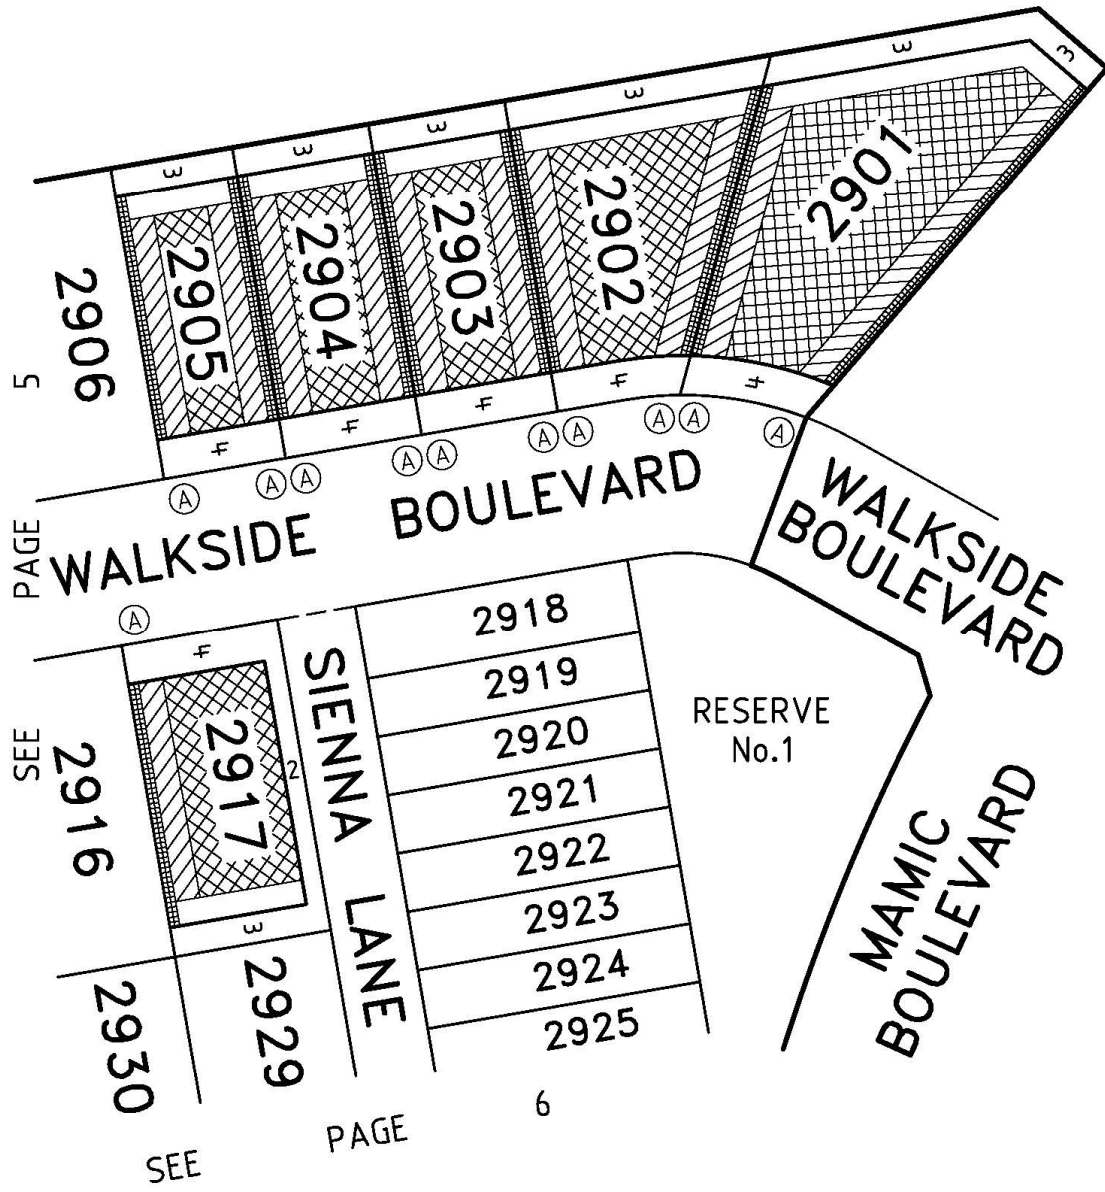 3
3
3
3
3
3
2901
2902
2903
2904
2905
2906
4
4
4
4
4
A
A
A
A
A
A
A
A
A
A
WALKSIDE BOULEVARD
WALKSIDE
BOULEVARD
A
4
2917
2
2916
3
2930
2929
SIENNA LANE
2918
2919
2920
2921
2922
2923
2924
2925
RESERVE
No.1
MAMIC
BOULEVARD
SEE PAGE 5
SEE PAGE 6